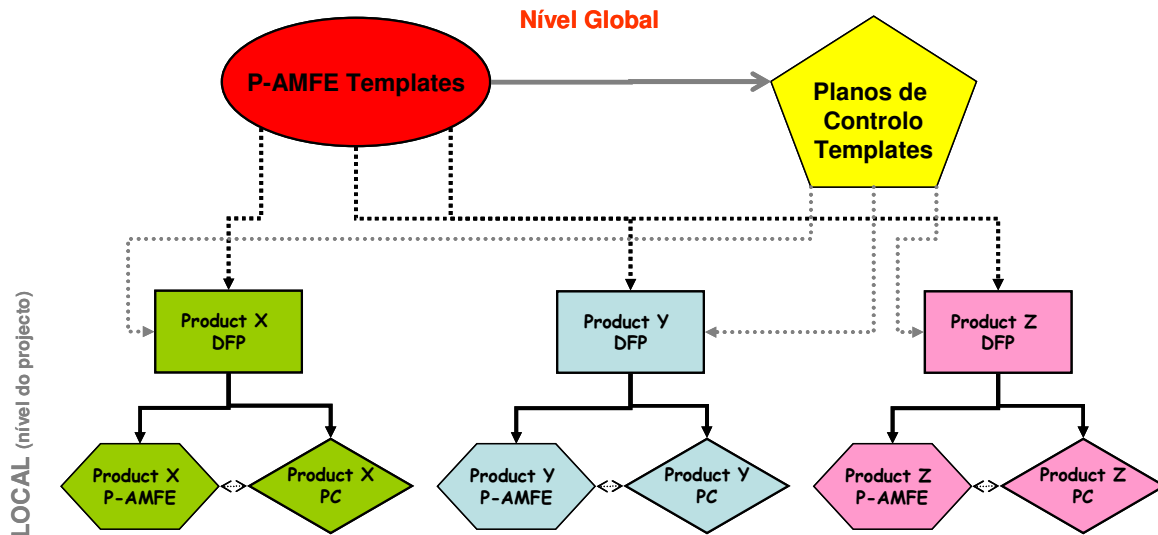 Nível Global
P-AMFE Templates
Planos de
Controlo
Templates
LOCAL (nível do projecto)
Product X
DFP
Product Y
DFP
Product Z
DFP
Product X
P-AMFE
Product X
PC
Product Y
P-AMFE
Product Y
PC
Product Z
P-AMFE
Product Z
PC